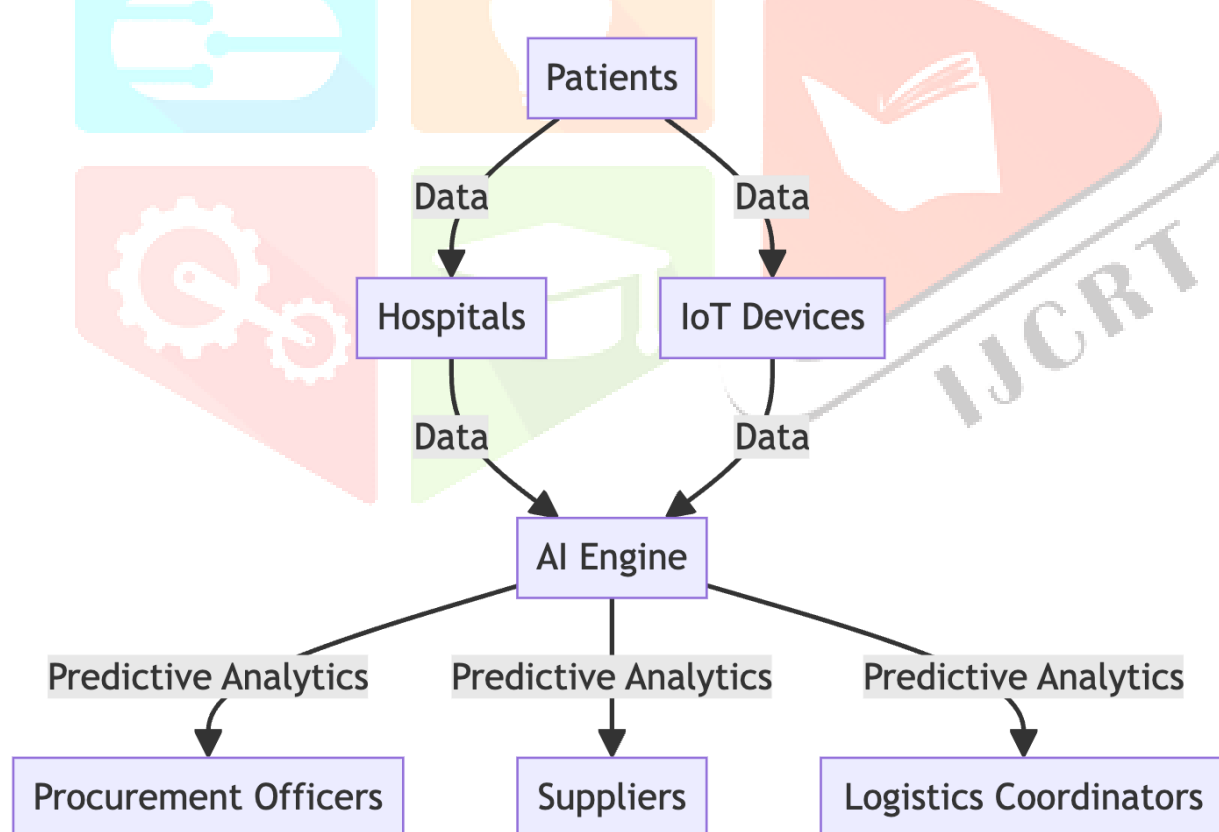 Patients
Data
Data
Hospitals
IoT Devices
IJCRT
Data
Data
AI Engine
Predictive Analytics
Predictive Analytics
Predictive Analytics
Procurement Officers
Suppliers
Logistics Coordinators